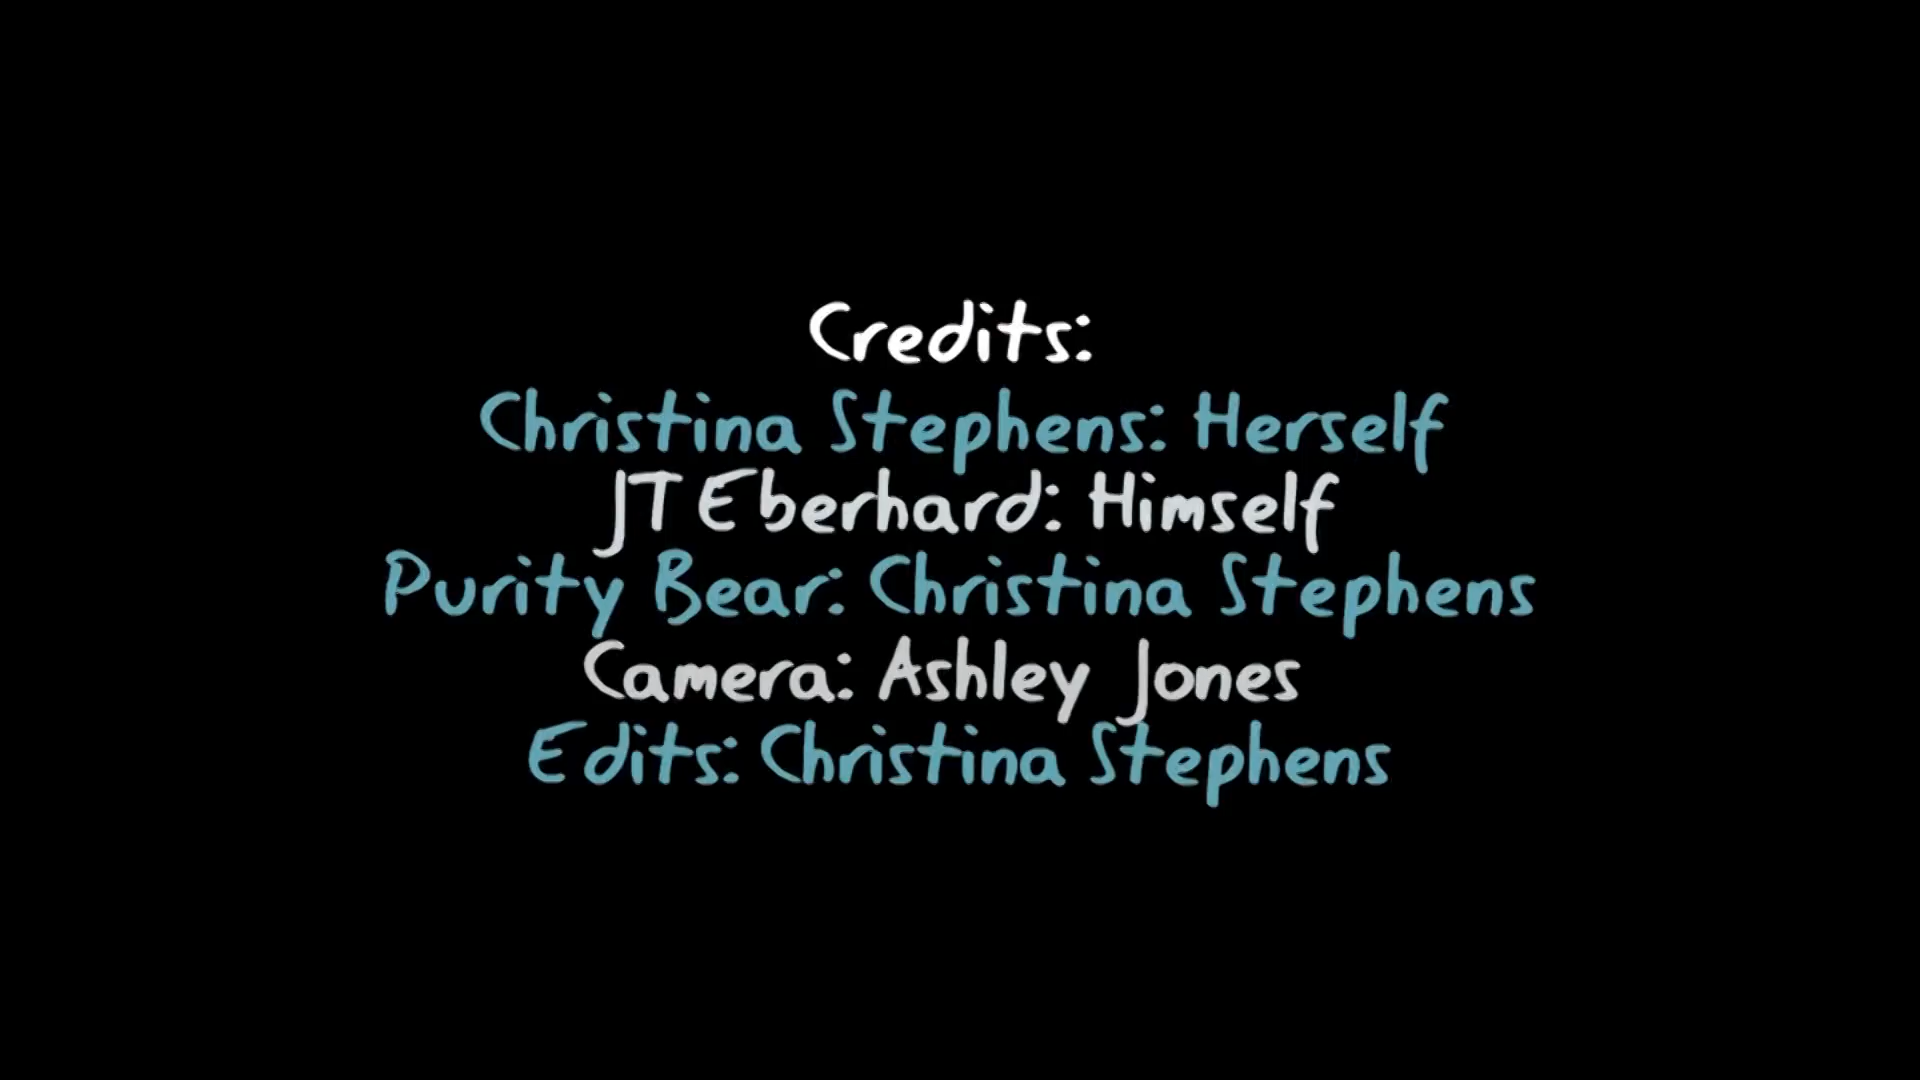 Credits:
Christina Stephens: Herself
JT Eberhard: Himself
Purity Bear: Christina Stephens
Camera: Ashley Jones
Edits: Christina Stephens